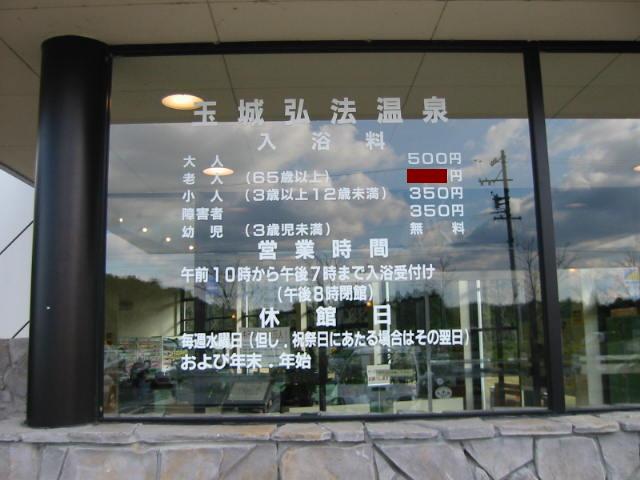 玉城弘法温泉
入浴料
大人 500円
老人 (65歳以上) 円
小人 (3歳以上12歳未満) 350円
障害者 350円
幼児 (3歳児未満) 無料
営業時間
午前10時から午後7時まで入浴受付け
(午後8時閉館)
休館日
毎週水曜日(但し.祝祭日にあたる場合はその翌日)
および年末.年始